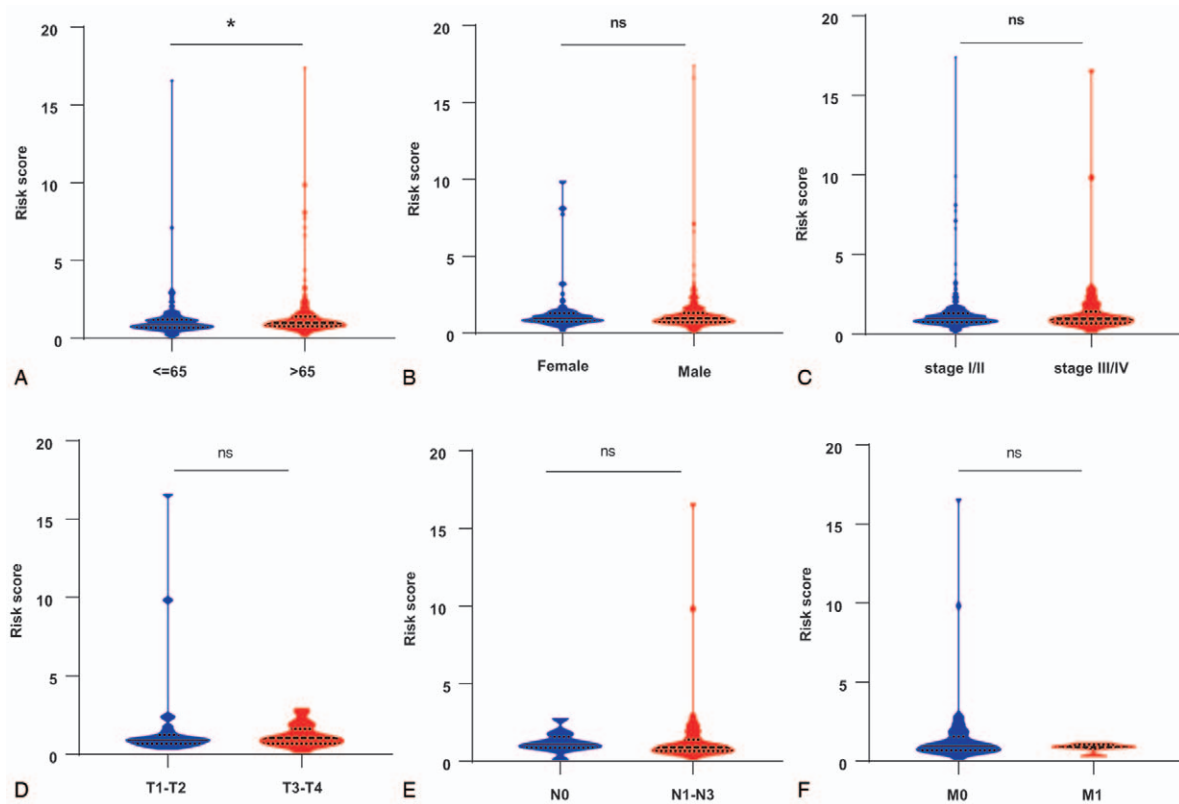 20
15
10
5
0
Risk score
*
<=65
>65
A
20
15
10
5
0
Risk score
ns
Female
Male
B
20
15
10
5
0
Risk score
ns
stage I/II
stage III/IV
C
20
15
10
5
0
Risk score
ns
T1-T2
T3-T4
D
20
15
10
5
0
Risk score
ns
N0
N1-N3
E
20
15
10
5
0
Risk score
ns
M0
M1
F